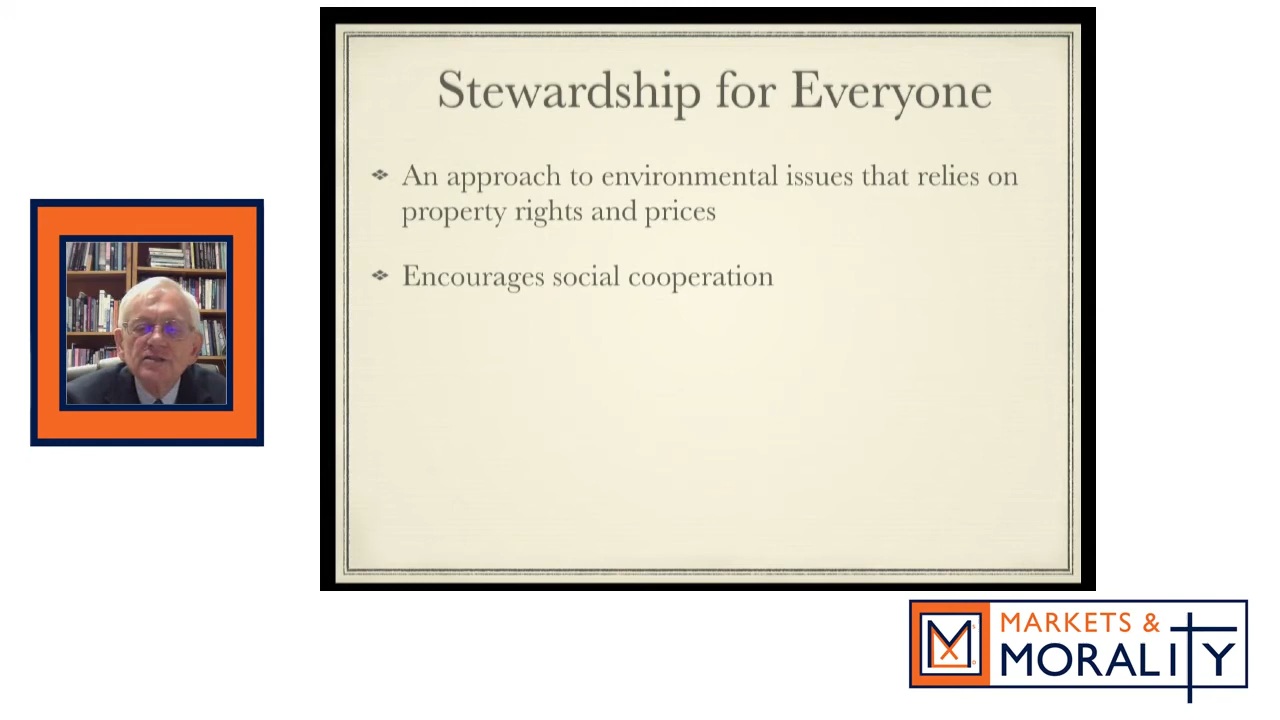 Stewardship for Everyone
❖ An approach to environmental issues that relies on
property rights and prices
❖ Encourages social cooperation
MARKETS &
MORALITY